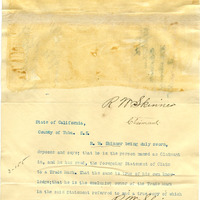 R M Skinner
Claimant
State of California,
County of Yuba. S.S.
R. M. Skinner being duly sworn,
deposes and says: that he is the person named as Claimant
in, and he has read, the foregoing Statement of Claim
to a Trade Mark, that the same is true of his own know-
ledge; that he is the exclusive owner of the Trade Mark
in the said Statement referred to and a
R M S